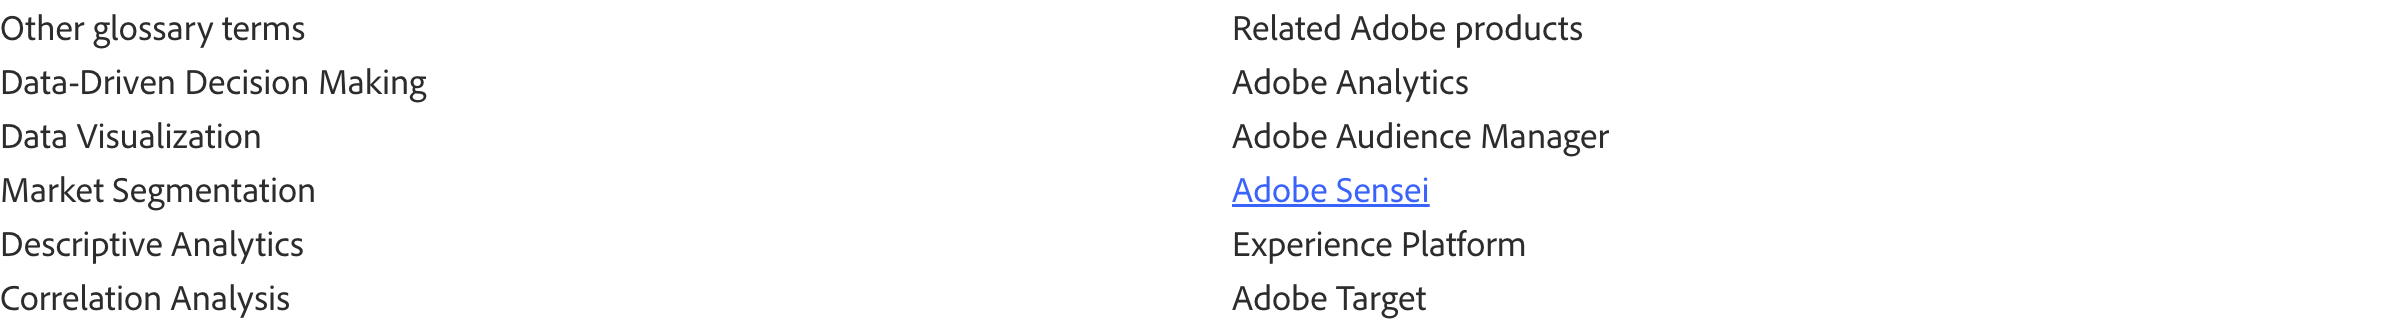 Other glossary terms
Data-Driven Decision Making
Data Visualization
Market Segmentation
Descriptive Analytics
Correlation Analysis
Related Adobe products
Adobe Analytics
Adobe Audience Manager
Adobe Sensei
Experience Platform
Adobe Target